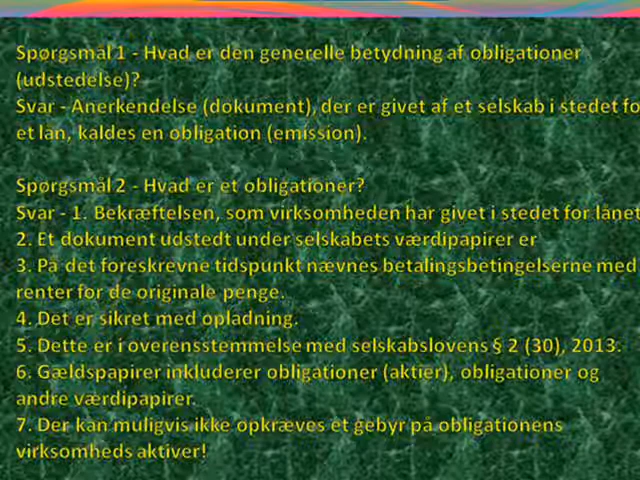 Spørgsmål 1 - Hvad er den generelle betydning af obligationer
(udstedelse)?
Svar - Anerkendelse (dokument), der er givet af et selskab i stedet fo
et lån, kaldes en obligation (emission).
Spørgsmål 2 - Hvad er et obligationer?
Svar - 1. Bekræftelsen, som virksomheden har givet i stedet for lånet
2. Et dokument udstedt under selskabets værdipapirer er
3. På det foreskrevne tidspunkt nævnes betalingsbetingelserne med
renter for de originale penge.
4. Det er sikret med opladning.
5. Dette er i overensstemmelse med selskabslovens § 2 (30), 2013.
6. Gældspapirer inkluderer obligationer (aktier), obligationer og
andre værdipapirer.
7. Der kan muligvis ikke opkræves et gebyr på obligationens
virksomheds aktiver!